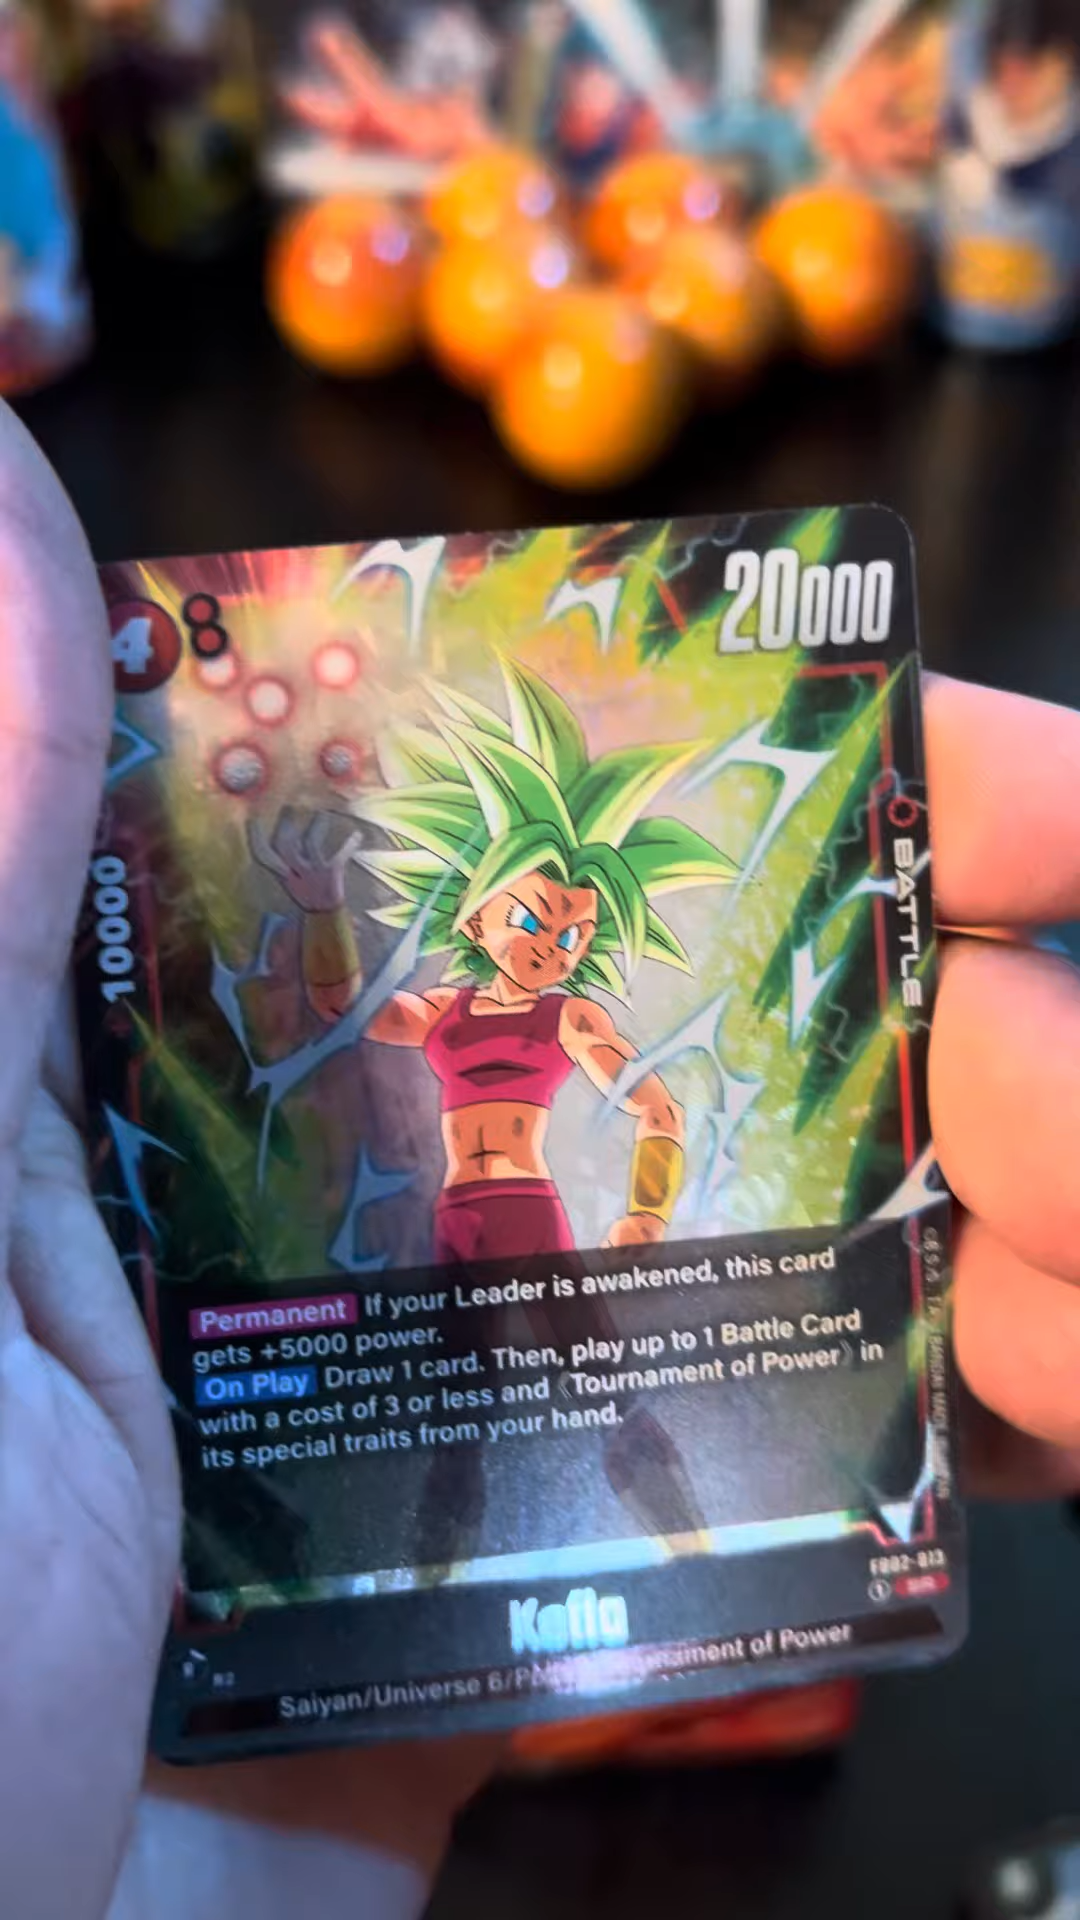 4
8
20000
BATTLE
10000
Permanent If your Leader is awakened, this card
gets +5000 power.
On Play Draw 1 card. Then, play up to 1 Battle Card
with a cost of 3 or less and 《Tournament of Power》 in
its special traits from your hand.
FB02-013
Kefla
Saiyan/Universe 6/ of Power